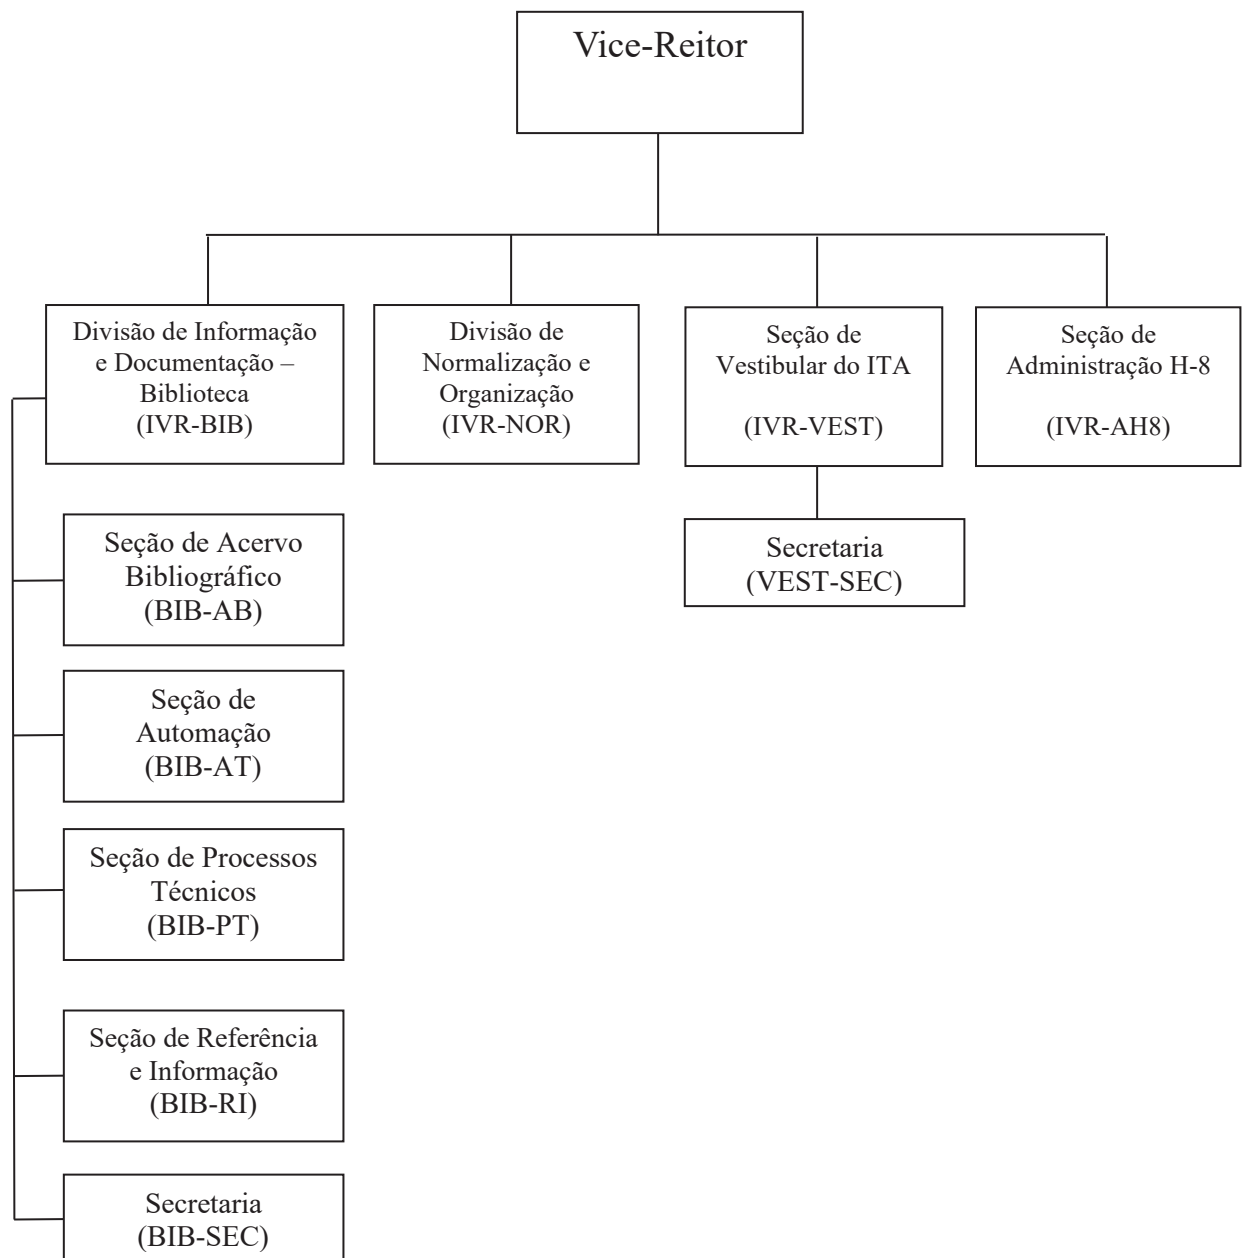 Vice-Reitor
Divisão de Informação
e Documentação –
Biblioteca
(IVR-BIB)
Divisão de
Normalização e
Organização
(IVR-NOR)
Seção de
Vestibular do ITA
(IVR-VEST)
Seção de
Administração H-8
(IVR-AH8)
Seção de Acervo
Bibliográfico
(BIB-AB)
Secretaria
(VEST-SEC)
Seção de
Automação
(BIB-AT)
Seção de Processos
Técnicos
(BIB-PT)
Seção de Referência
e Informação
(BIB-RI)
Secretaria
(BIB-SEC)